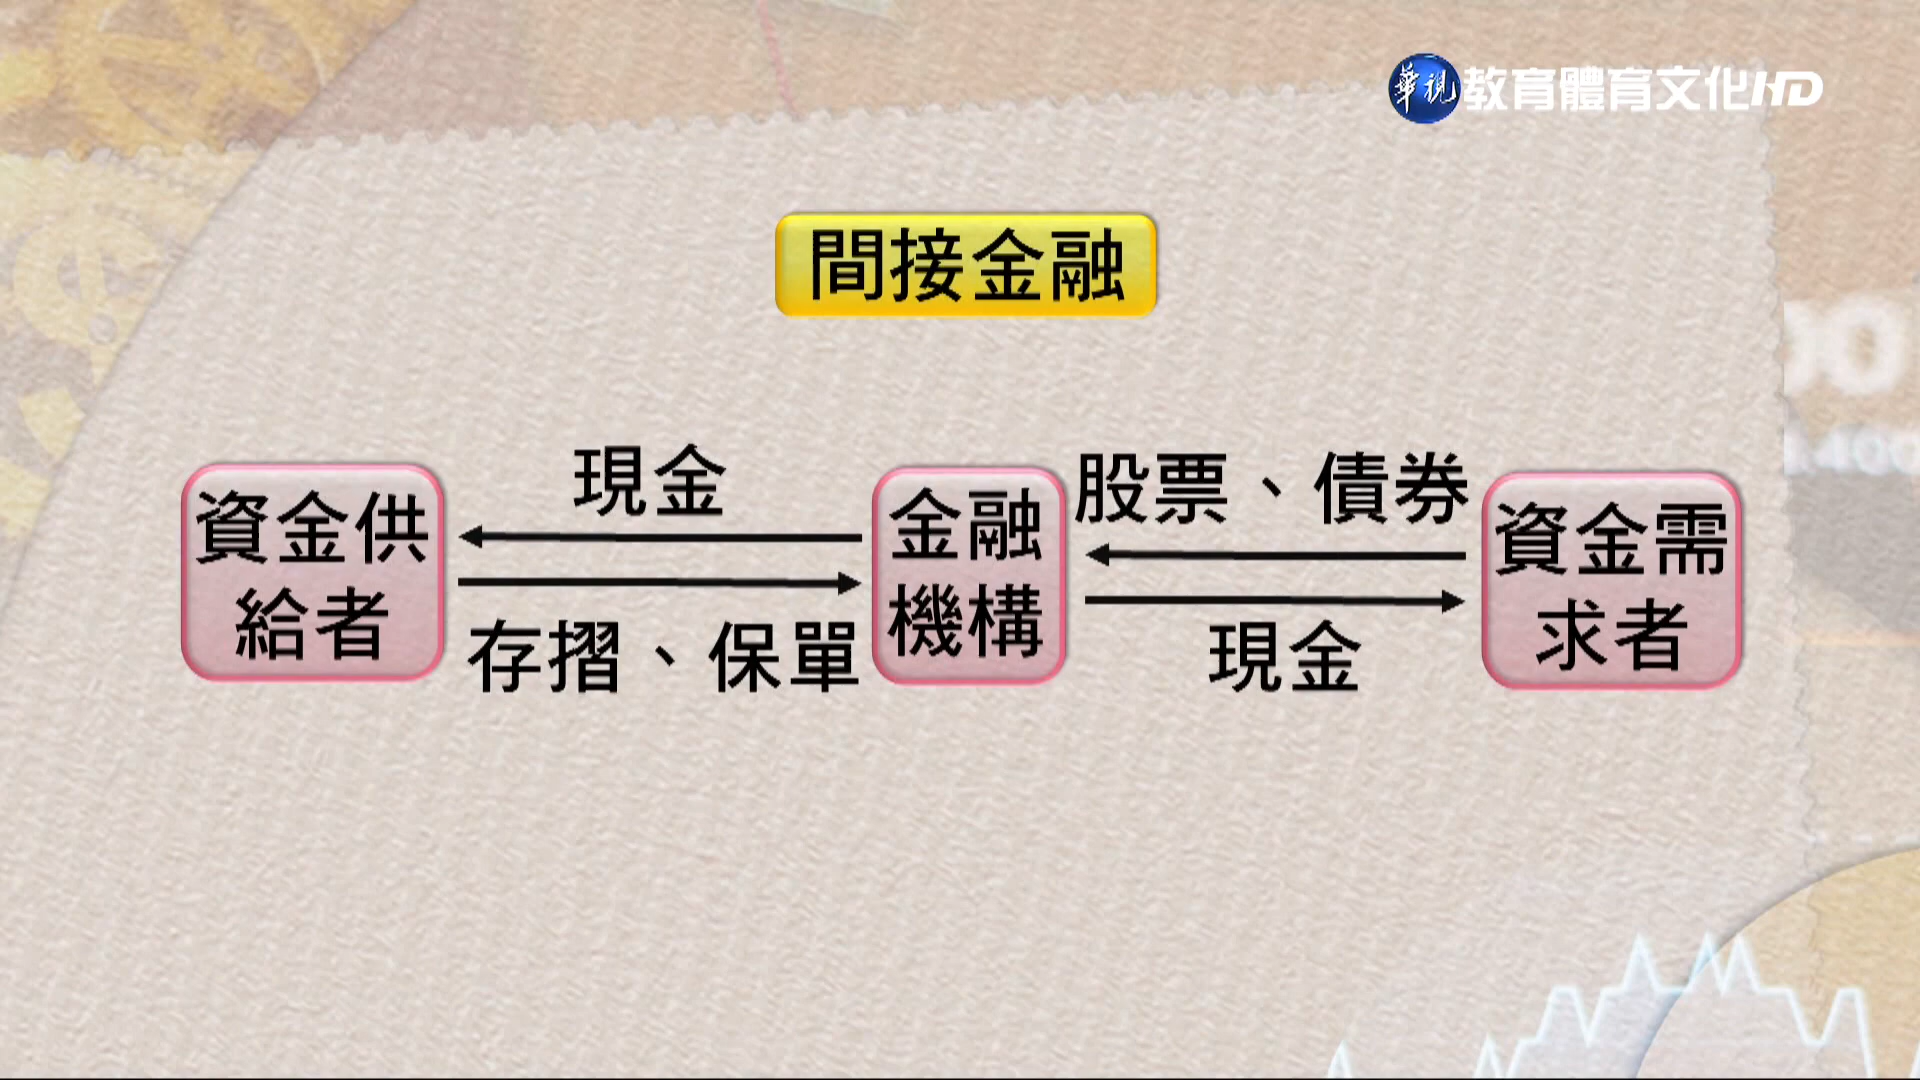 華視 教育體育文化HD
間接金融
現金
資金供
給者
存摺、保單
金融
機構
股票、債券
現金
資金需
求者
00
.400